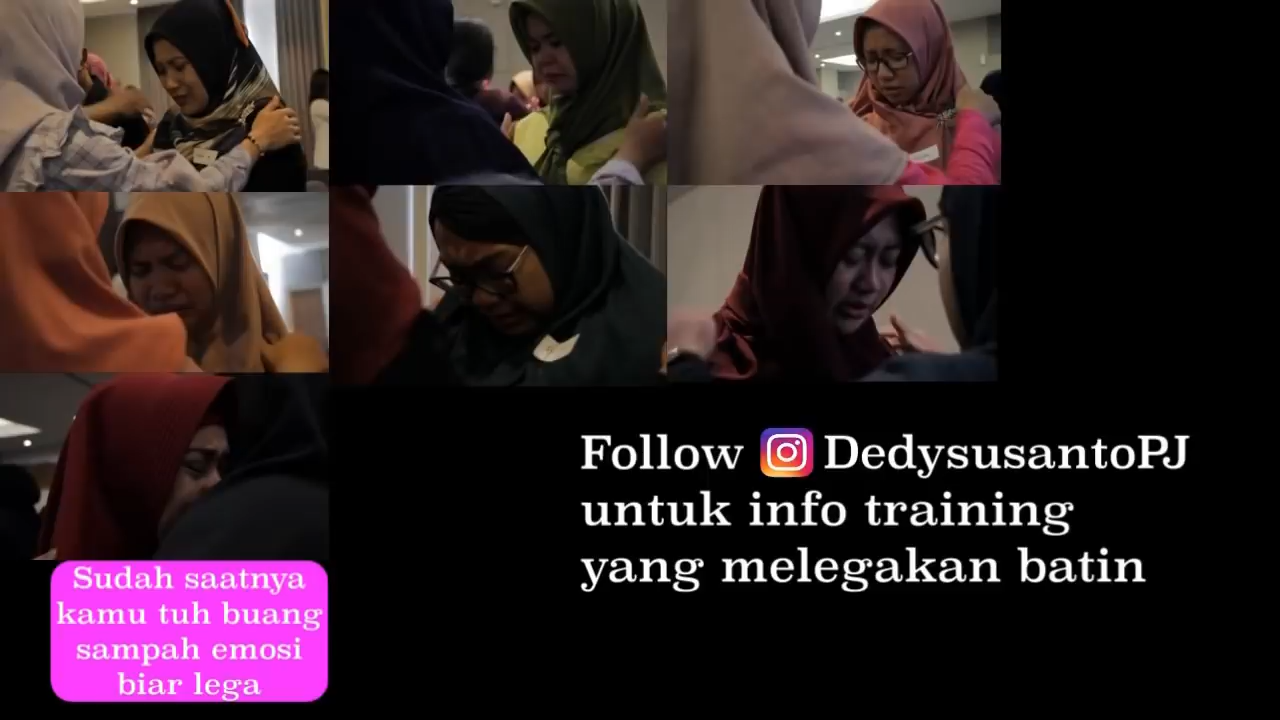 Follow DedysusantoPJ
untuk info training
yang melegakan batin
Sudah saatnya
kamu tuh buang
sampah emosi
biar lega